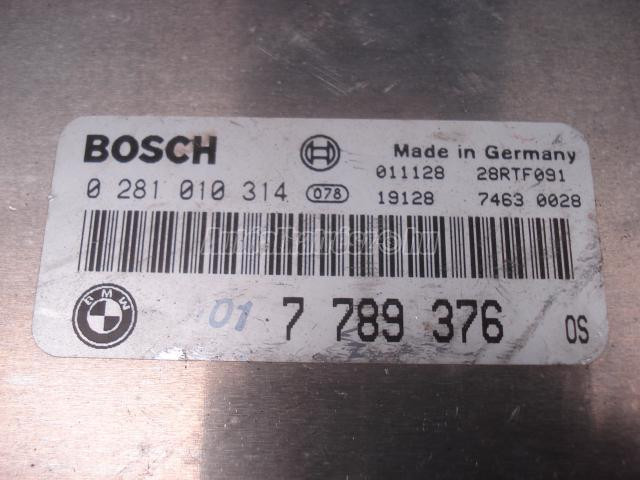 BOSCH
Made in Germany
011128 28RTF091
0 281 010 314 078
19128 7463 0028
BMW
01 7 789 376 OS